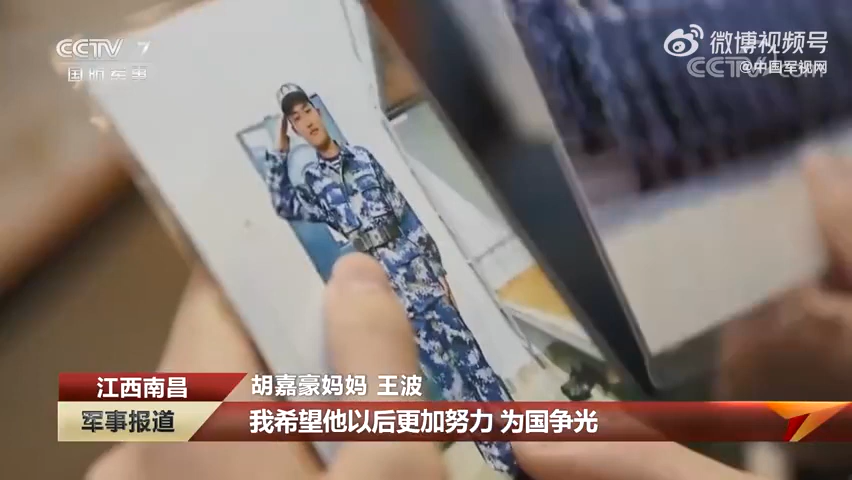 CCTV 7
国防军事
微博视频号
@中国军视网
CCTV.com
江西南昌
胡嘉豪妈妈 王波
军事报道
我希望他以后更加努力 为国争光